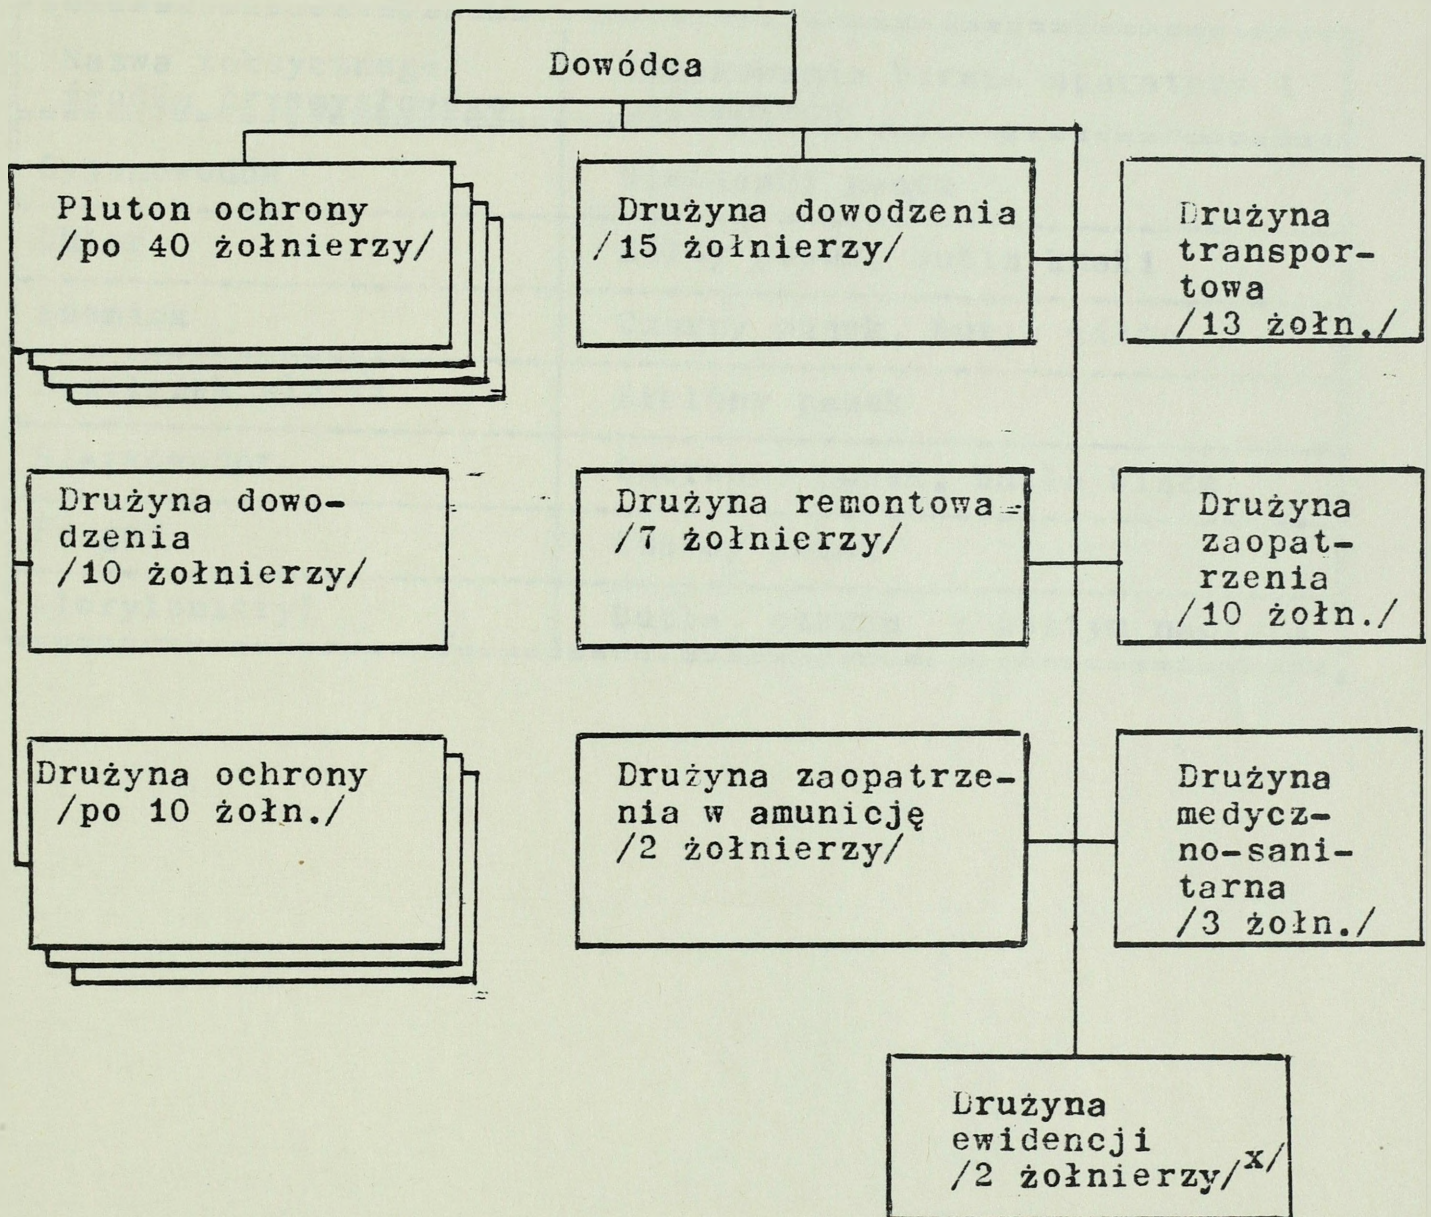 Dowódca
Pluton ochrony
/po 40 żołnierzy/
Drużyna dowodzenia
/15 żołnierzy/
Drużyna
transpor-
towa
/13 żołn./
Drużyna dowo-
dzenia
/10 żołnierzy/
Drużyna remontowa
/7 żołnierzy/
Drużyna
zaopat-
rzenia
/10 żołn./
Drużyna ochrony
/po 10 żołn./
Drużyna zaopatrze-
nia w amunicję
/2 żołnierzy/
Drużyna
medycz-
no-sani-
tarna
/3 żołn./
Drużyna
ewidencji
/2 żołnierzy/x/